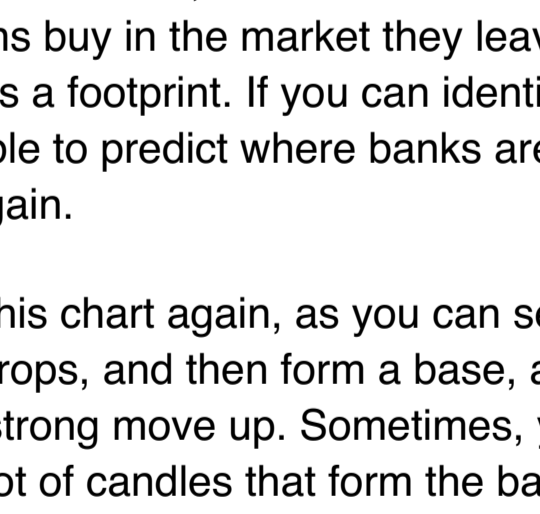 ns buy in the market they leav
s a footprint. If you can identi
ble to predict where banks are
gain.
his chart again, as you can se
rops, and then form a base, a
strong move up. Sometimes, y
ot of candles that form the ba